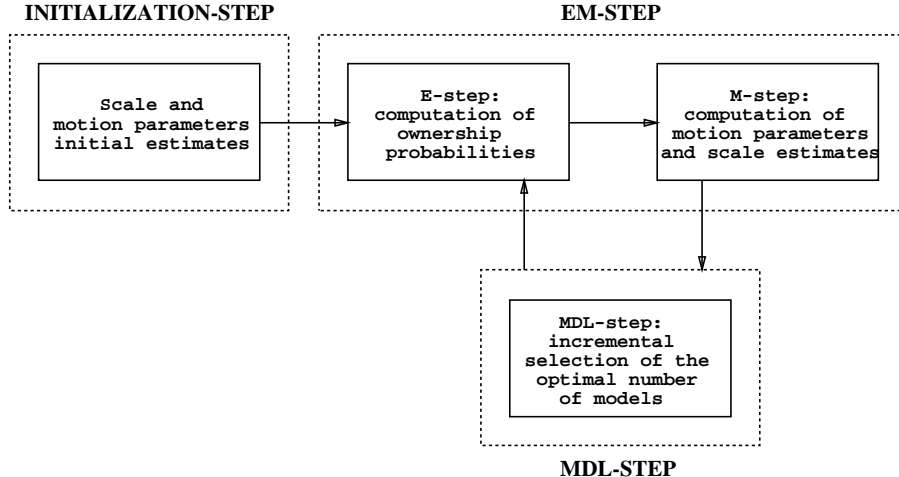 INITIALIZATION-STEP
EM-STEP
Scale and
motion parameters
initial estimates
E-step:
computation of
ownership
probabilities
M-step:
computation of
motion parameters
and scale estimates
MDL-step:
incremental
selection of the
optimal number
of models
MDL-STEP